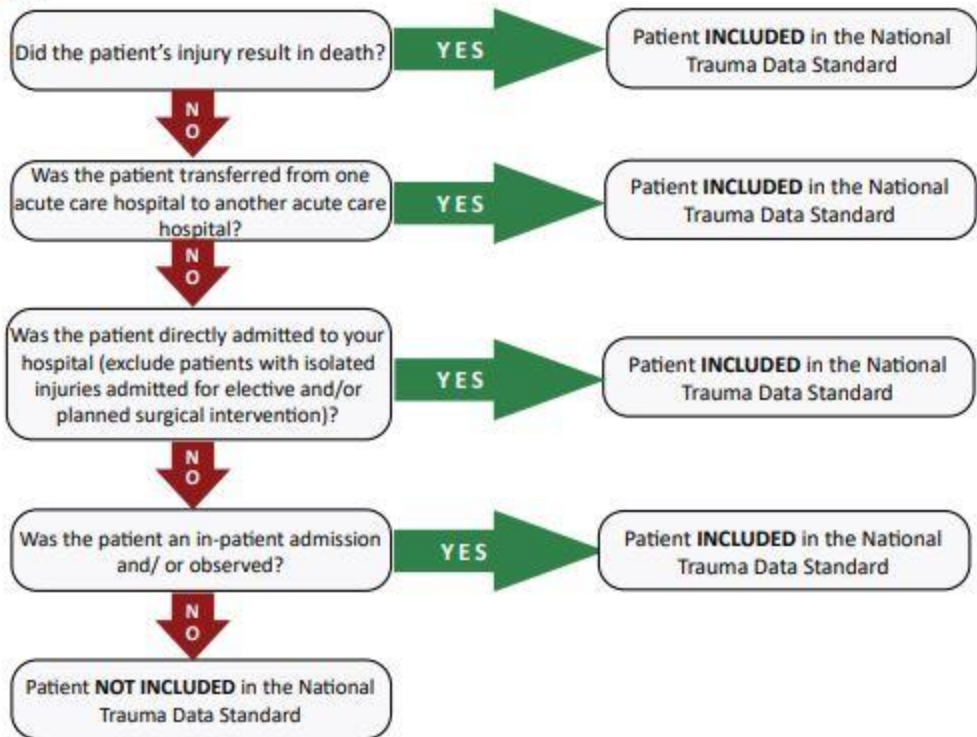 Did the patient's injury result in death?
YES
Patient INCLUDED in the National
Trauma Data Standard
NO
Was the patient transferred from one
acute care hospital to another acute care
hospital?
YES
Patient INCLUDED in the National
Trauma Data Standard
NO
Was the patient directly admitted to your
hospital (exclude patients with isolated
injuries admitted for elective and/or
planned surgical intervention)?
YES
Patient INCLUDED in the National
Trauma Data Standard
NO
Was the patient an in-patient admission
and/ or observed?
YES
Patient INCLUDED in the National
Trauma Data Standard
NO
Patient NOT INCLUDED in the National
Trauma Data Standard